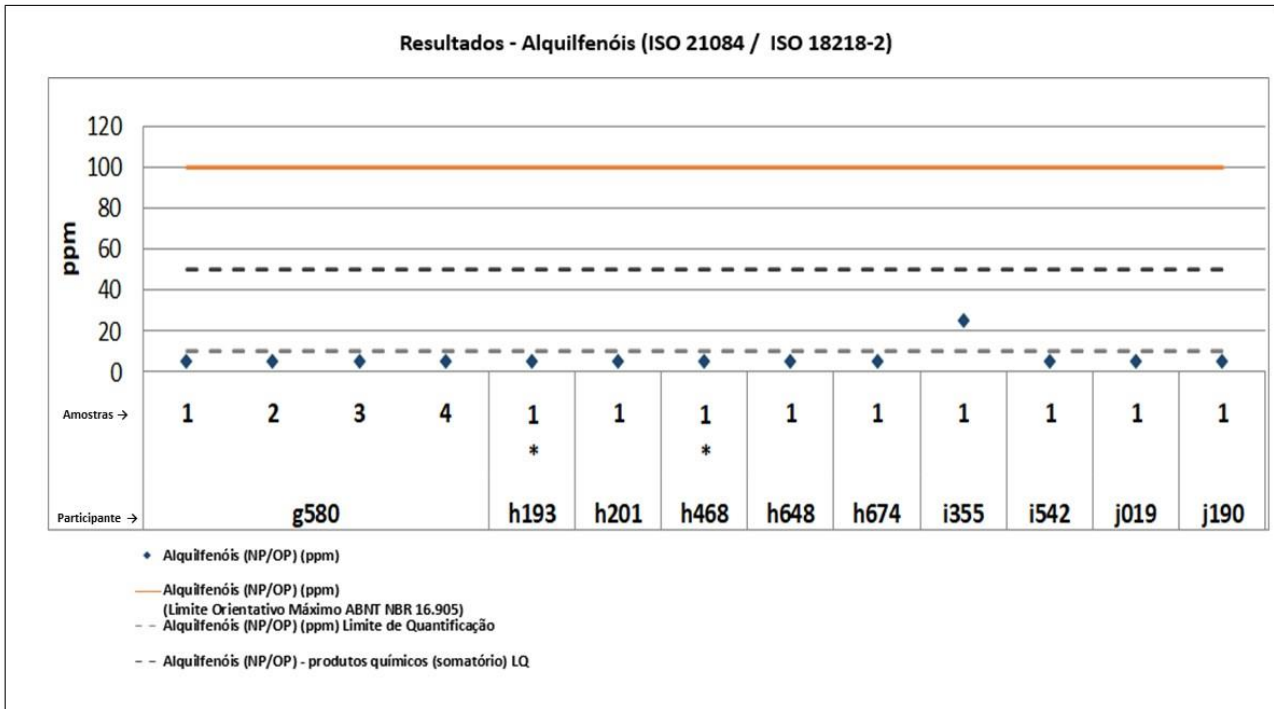 Resultados - Alquilfenóis (ISO 21084 / ISO 18218-2)
ppm
120
100
80
60
40
20
0
Amostras → 1 2 3 4 1 1 1 1 1 1 1 1 1
* *
Participante → g580 h193 h201 h468 h648 h674 i355 i542 j019 j190
Alquilfenóis (NP/OP) (ppm)
Alquilfenóis (NP/OP) (ppm)
(Limite Orientativo Máximo ABNT NBR 16.905)
Alquilfenóis (NP/OP) (ppm) Limite de Quantificação
Alquilfenóis (NP/OP) - produtos químicos (somatório) LQ